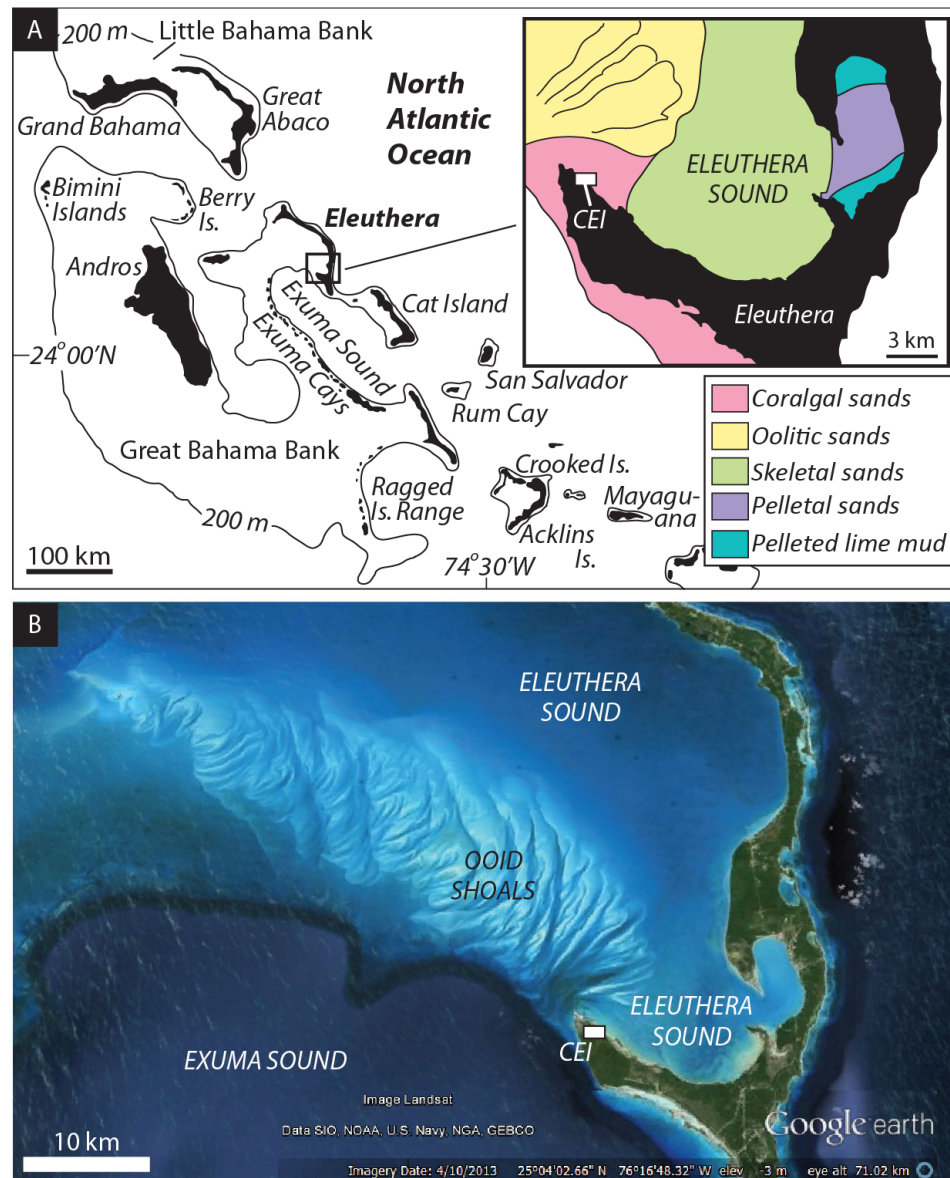 A
200 m
Little Bahama Bank
Grand Bahama
Great
Abaco
North
Atlantic
Ocean
Bimini
Islands
Berry
Is.
Eleuthera
Andros
Exuma Sound
Exuma Cays
Cat Island
24°00'N
San Salvador
Rum Cay
Great Bahama Bank
Ragged
Is. Range
Crooked Is.
Acklins
Is.
Mayagu-
ana
200 m
100 km
74°30'W
ELEUTHERA
SOUND
CEI
Eleuthera
3 km
Coralgal sands
Oolitic sands
Skeletal sands
Pelletal sands
Pelleted lime mud
B
ELEUTHERA
SOUND
OOID
SHOALS
ELEUTHERA
SOUND
CEI
EXUMA SOUND
Image Landsat
Data SIO, NOAA, U.S. Navy, NGA, GEBCO
Google earth
10 km
Imagery Date: 4/10/2013 25°04'02.66" N 76°16'48.32" W elev -3 m eye alt 71.02 km